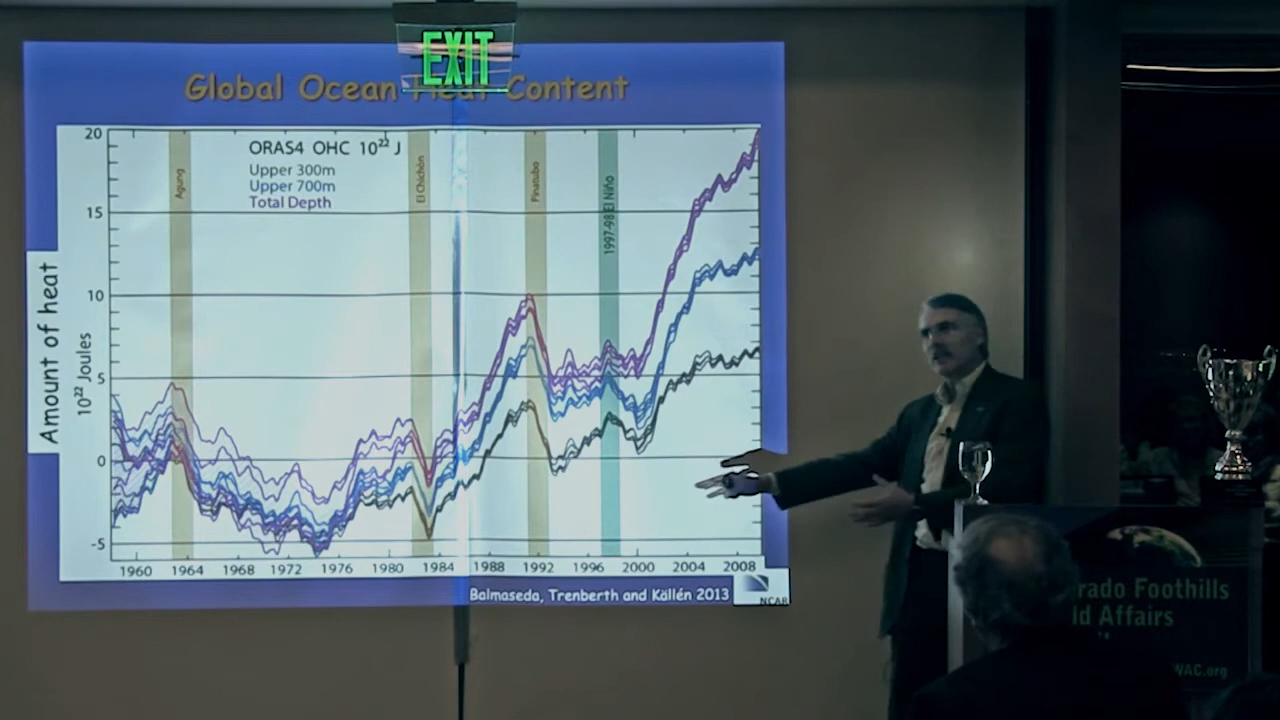 EXIT
Global Ocean Heat Content
ORAS4 OHC 10²² J
Upper 300m
Upper 700m
Total Depth
Agung
El Chichón
Pinatubo
1997-98 El Niño
20
15
10
5
0
-5
Amount of heat
10²² Joules
1960 1964 1968 1972 1976 1980 1984 1988 1992 1996 2000 2004 2008
Balmaseda, Trenberth and Källén 2013
NCAR
rado Foothills
ld Affairs
WAC.org